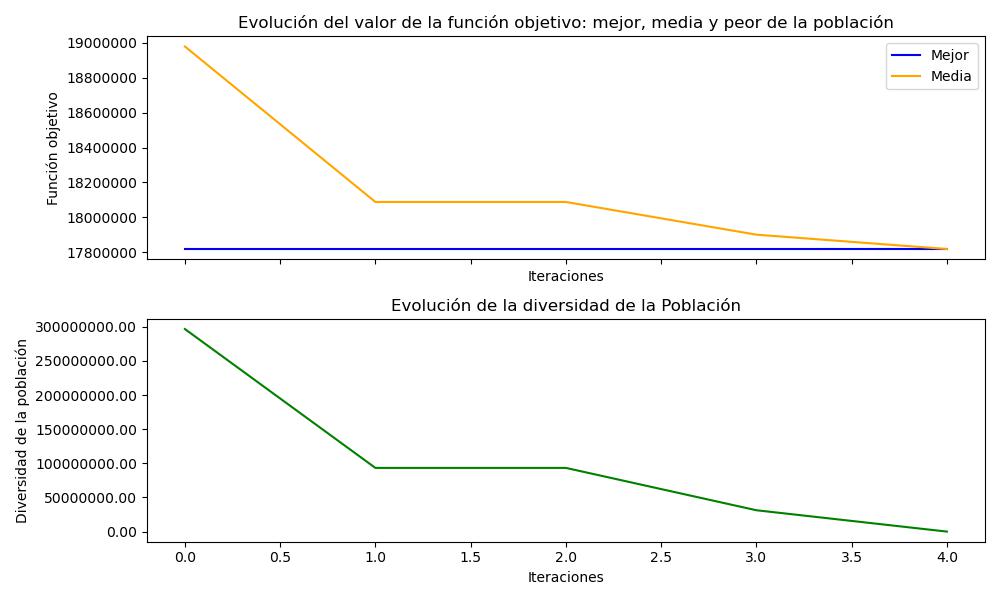 Evolución del valor de la función objetivo: mejor, media y peor de la población
19000000
18800000
18600000
18400000
18200000
18000000
17800000
Función objetivo
Mejor
Media
Iteraciones
Evolución de la diversidad de la Población
300000000.00
250000000.00
200000000.00
150000000.00
100000000.00
50000000.00
0.00
Diversidad de la población
0.0 0.5 1.0 1.5 2.0 2.5 3.0 3.5 4.0
Iteraciones